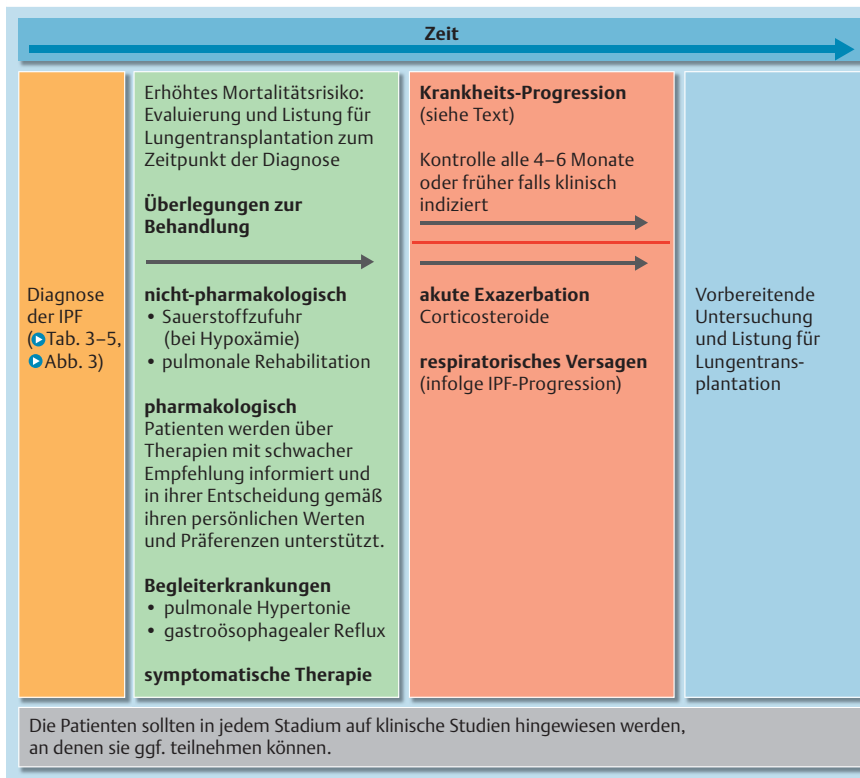 Zeit
Diagnose
der IPF
(Tab. 3–5,
Abb. 3)
Erhöhtes Mortalitätsrisiko:
Evaluierung und Listung für
Lungentransplantation zum
Zeitpunkt der Diagnose
Überlegungen zur
Behandlung
nicht-pharmakologisch
• Sauerstoffzufuhr
(bei Hypoxämie)
• pulmonale Rehabilitation
pharmakologisch
Patienten werden über
Therapien mit schwacher
Empfehlung informiert und
in ihrer Entscheidung gemäß
ihren persönlichen Werten
und Präferenzen unterstützt.
Begleiterkrankungen
• pulmonale Hypertonie
• gastroösophagealer Reflux
symptomatische Therapie
Krankheits-Progression
(siehe Text)
Kontrolle alle 4–6 Monate
oder früher falls klinisch
indiziert
akute Exazerbation
Corticosteroide
respiratorisches Versagen
(infolge IPF-Progression)
Vorbereitende
Untersuchung
und Listung für
Lungentrans-
plantation
Die Patienten sollten in jedem Stadium auf klinische Studien hingewiesen werden,
an denen sie ggf. teilnehmen können.